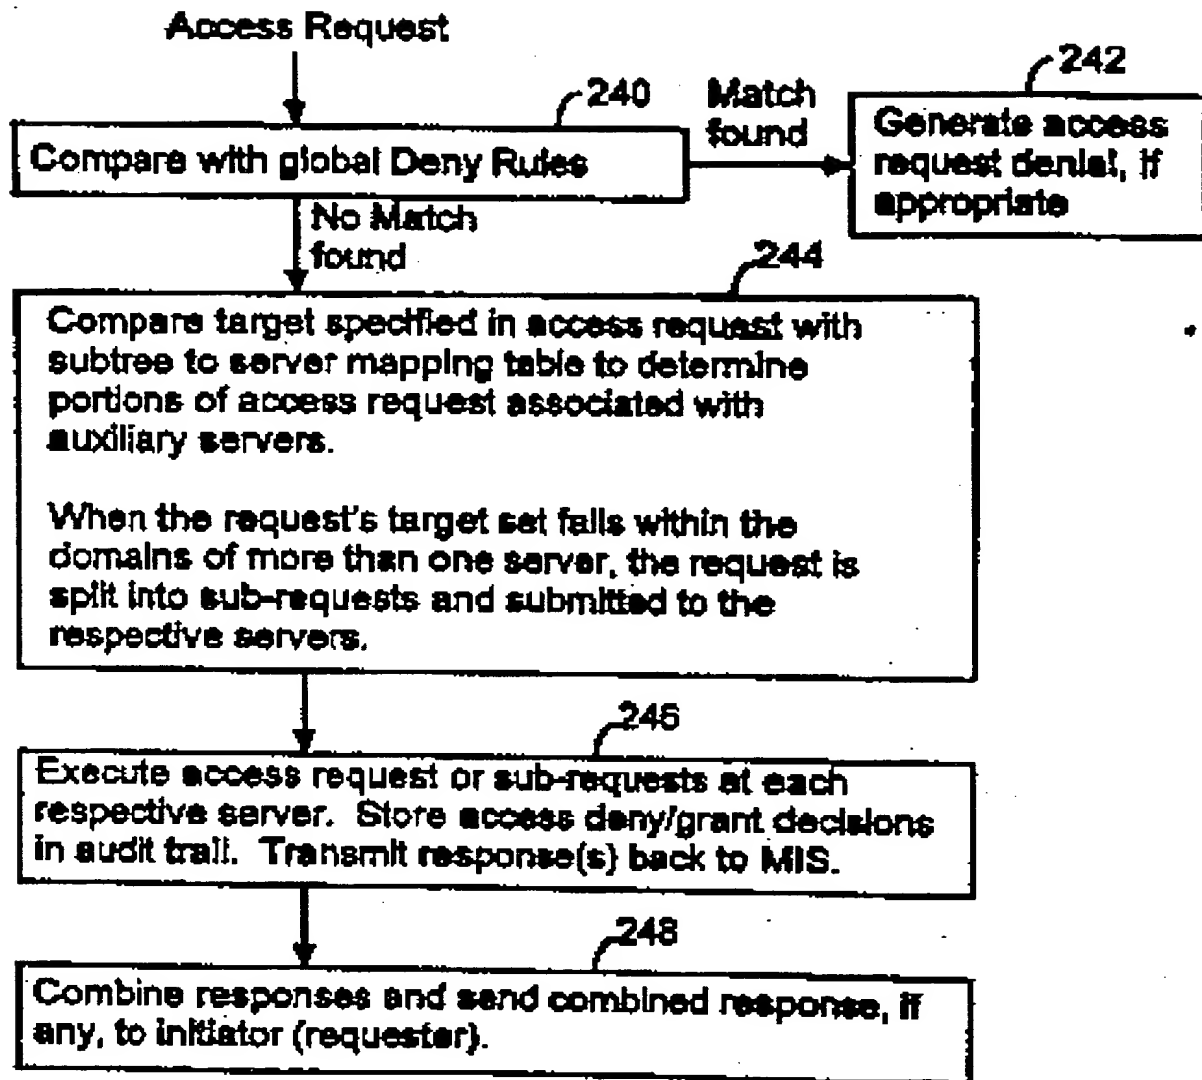 Access Request
240
Match
found
242
Compare with global Deny Rules
Generate access
request denial, if
appropriate
No Match
found
244
Compare target specified in access request with
subtree to server mapping table to determine
portions of access request associated with
auxiliary servers.
When the request's target set falls within the
domains of more than one server, the request is
split into sub-requests and submitted to the
respective servers.
246
Execute access request or sub-requests at each
respective server. Store access deny/grant decisions
in audit trail. Transmit response(s) back to MIS.
248
Combine responses and send combined response, if
any, to initiator (requester).